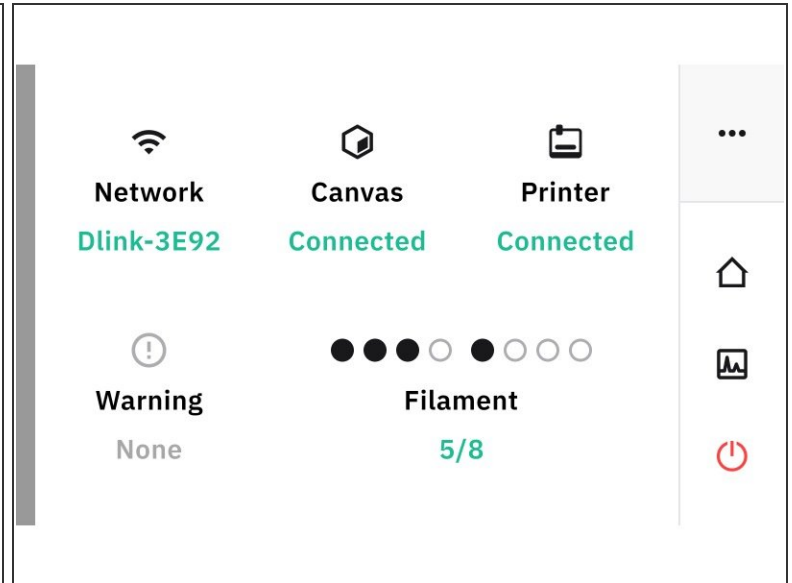 Network
Canvas
Printer
Dlink-3E92
Connected
Connected
Warning
Filament
None
5/8